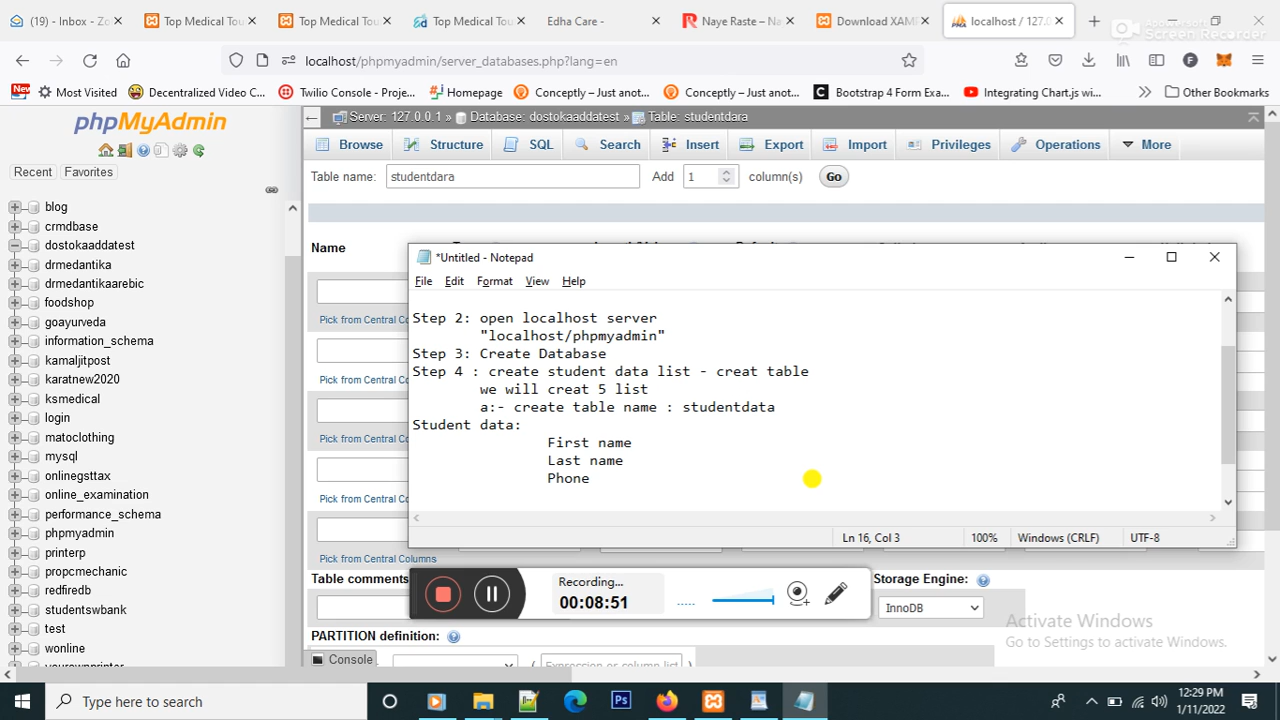 (19) - Inbox - Zo
Top Medical Tou
Top Medical Tou
Top Medical Tou
Edha Care -
Naye Raste – Na
Download XAM
localhost / 127.0
Screen Recorder
localhost/phpmyadmin/server_databases.php?lang=en
New
Most Visited
Decentralized Video C...
Twilio Console - Proje...
Homepage
Conceptly – Just anot...
Conceptly – Just anot...
Bootstrap 4 Form Exa...
Integrating Chart.js wi...
Other Bookmarks
phpMyAdmin
Recent
Favorites
blog
crmdbase
dostokaaddatest
drmedantika
drmedantikaarebic
foodshop
goayurveda
information_schema
kamaljitpost
karatnew2020
ksmedical
login
matoclothing
mysql
onlinegsttax
online_examination
performance_schema
phpmyadmin
printerp
propcmechanic
redfiredb
studentswbank
test
wonline
Server: 127.0.0.1 » Database: dostokaaddatest » Table: studentdara
Browse
Structure
SQL
Search
Insert
Export
Import
Privileges
Operations
More
Table name:
studentdara
Add
1
column(s)
Go
Name
Pick from Central C
Pick from Central C
Pick from Central C
Pick from Central C
Pick from Central Columns
*Untitled - Notepad
File
Edit
Format
View
Help
Step 2: open localhost server
"localhost/phpmyadmin"
Step 3: Create Database
Step 4 : create student data list - creat table
we will creat 5 list
a:- create table name : studentdata
Student data:
First name
Last name
Phone
Ln 16, Col 3
100%
Windows (CRLF)
UTF-8
Table comments
Recording...
00:08:51
Storage Engine:
InnoDB
PARTITION definition:
Console
( Expression or column list )
Activate Windows
Go to Settings to activate Windows.
Type here to search
Ps
12:29 PM
1/11/2022